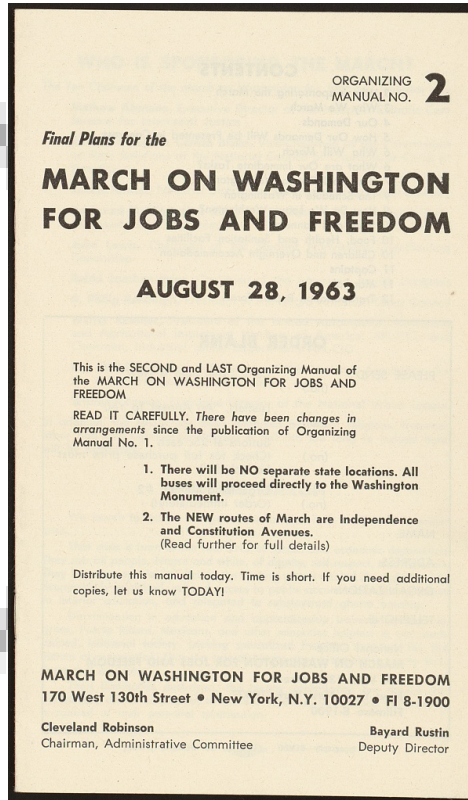 ORGANIZING
MANUAL NO. 2
Final Plans for the
MARCH ON WASHINGTON
FOR JOBS AND FREEDOM
AUGUST 28, 1963
This is the SECOND and LAST Organizing Manual of
the MARCH ON WASHINGTON FOR JOBS AND
FREEDOM
READ IT CAREFULLY. There have been changes in
arrangements since the publication of Organizing
Manual No. 1.
1. There will be NO separate state locations. All
buses will proceed directly to the Washington
Monument.
2. The NEW routes of March are Independence
and Constitution Avenues.
(Read further for full details)
Distribute this manual today. Time is short. If you need additional
copies, let us know TODAY!
MARCH ON WASHINGTON FOR JOBS AND FREEDOM
170 West 130th Street • New York, N.Y. 10027 • FI 8-1900
Cleveland Robinson
Chairman, Administrative Committee
Bayard Rustin
Deputy Director